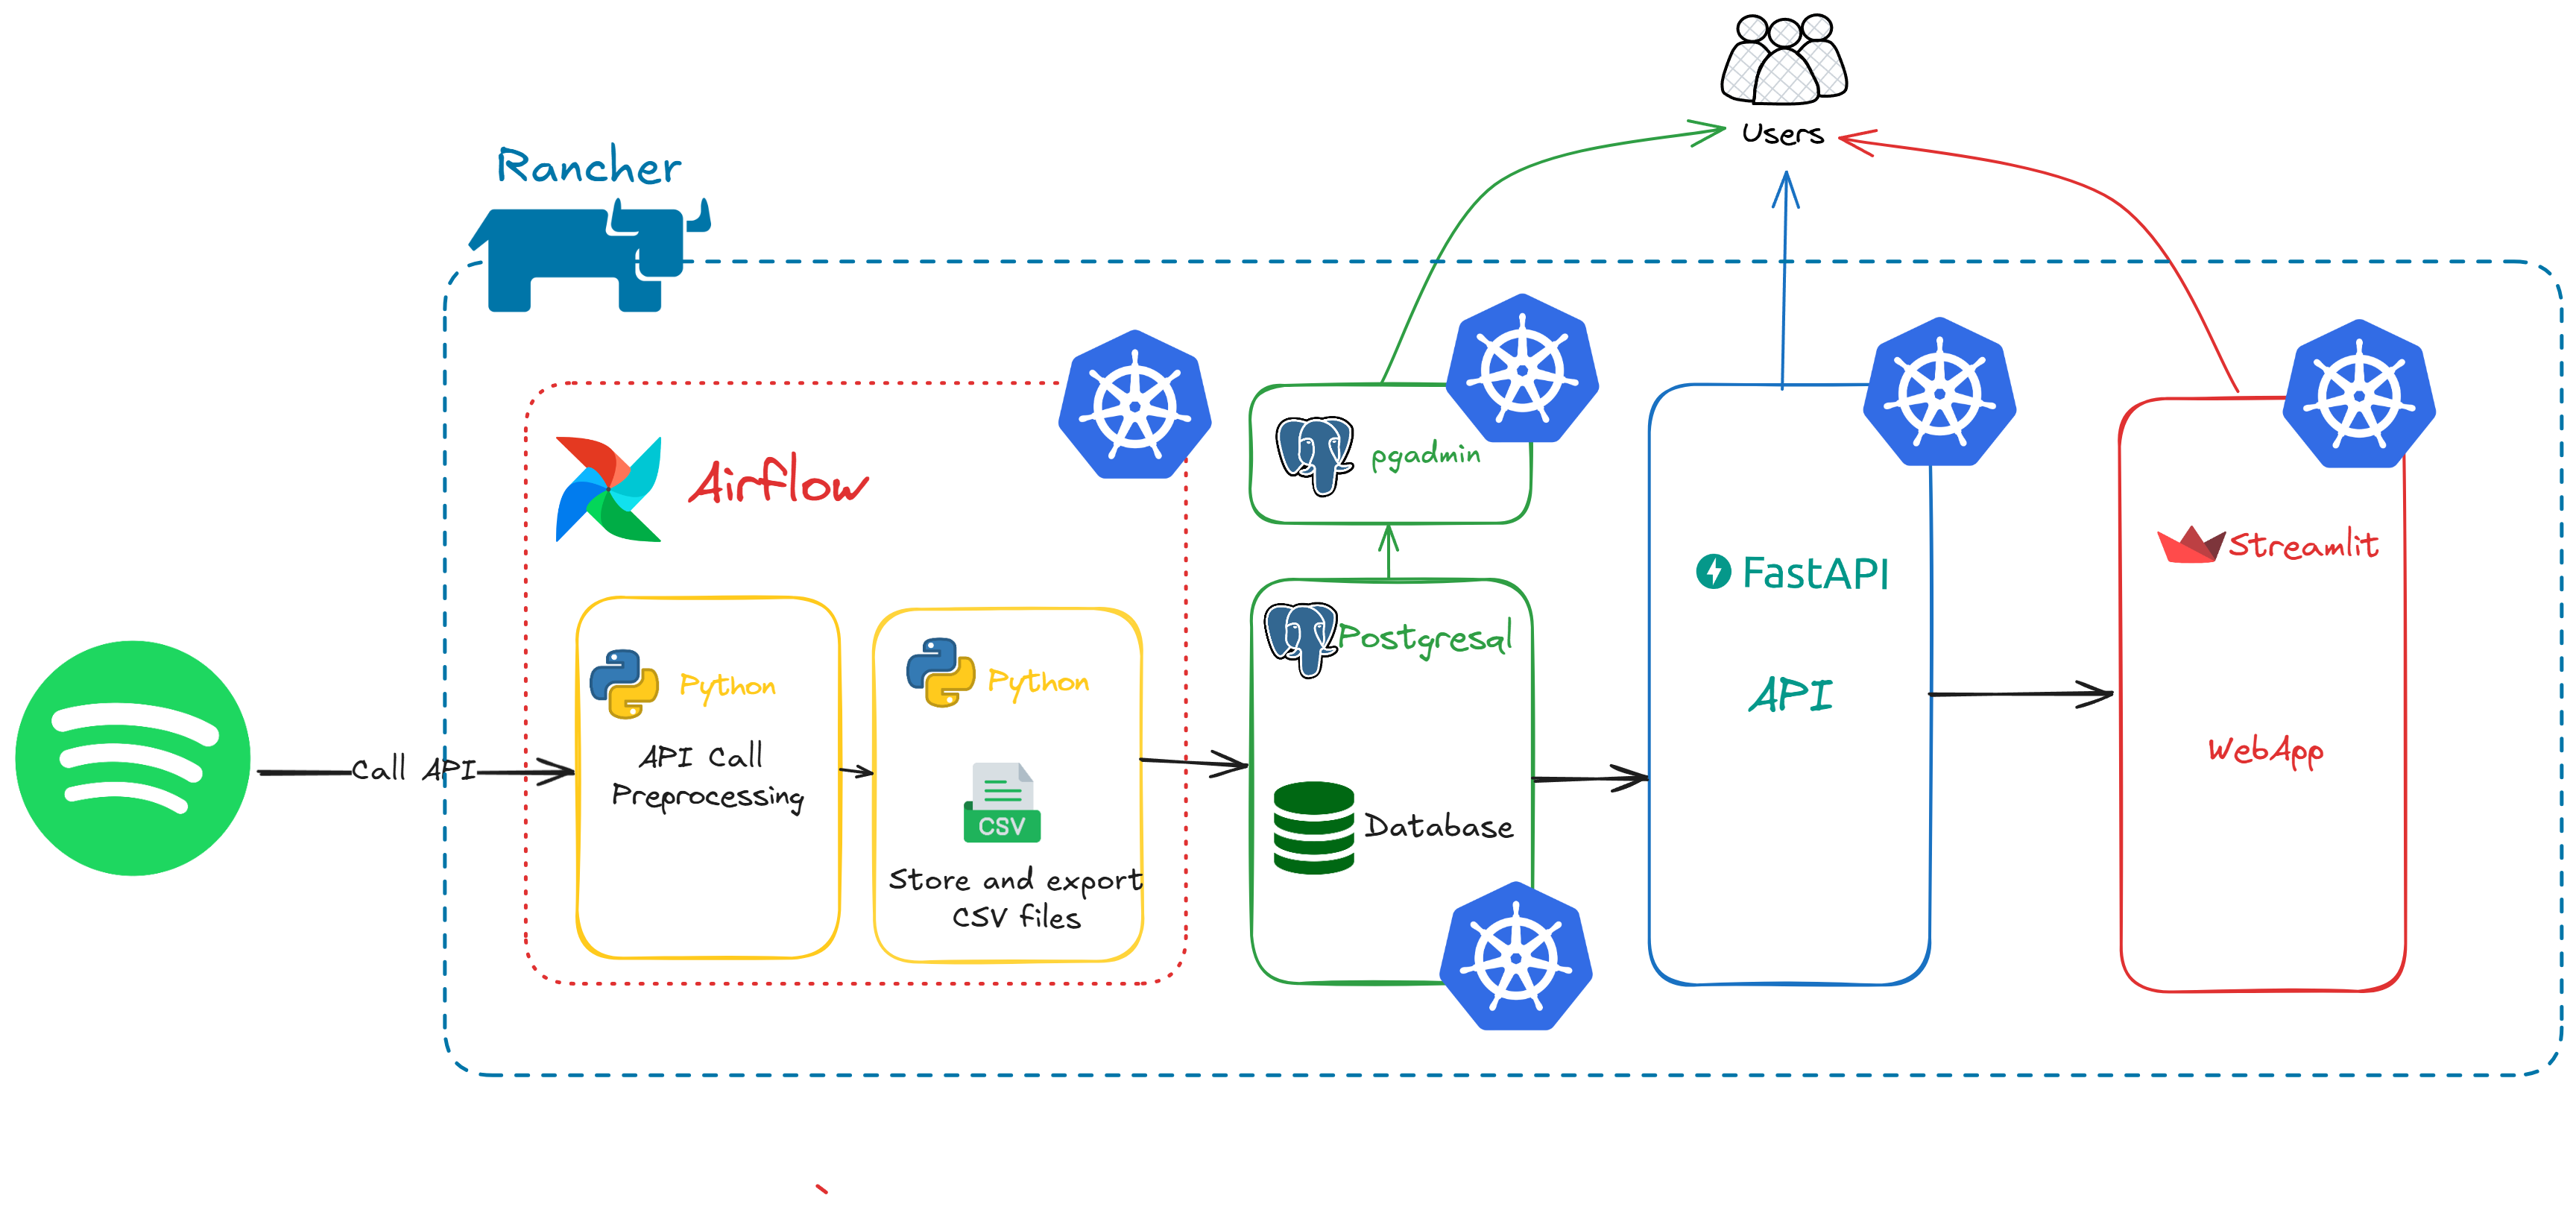 Users
Rancher
Airflow
pgadmin
FastAPI
Streamlit
Postgresql
Python
Python
API
Call API
API Call
Preprocessing
WebApp
CSV
Database
Store and export
CSV files